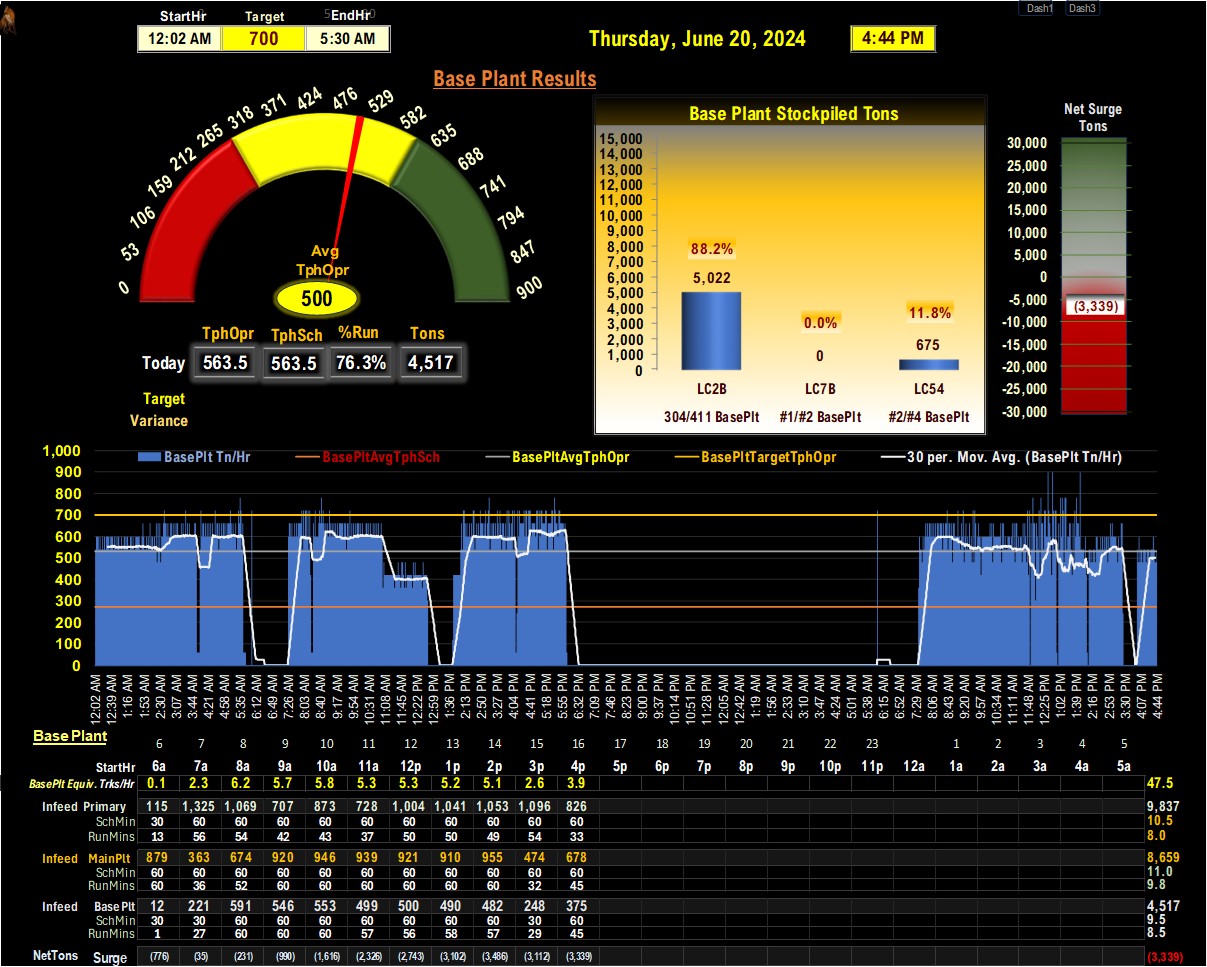 Dash1 Dash3
StartHr Target EndHr
12:02 AM 700 5:30 AM
Thursday, June 20, 2024 4:44 PM
Base Plant Results
0 53 106 159 212 265 318 371 424 476 529 582 635 688 741 794 847 900
Avg
TphOpr
500
TphOpr TphSch %Run Tons
Today 563.5 563.5 76.3% 4,517
Target
Variance
Base Plant Stockpiled Tons
15,000
14,000
13,000
12,000
11,000
10,000
9,000
8,000
7,000
6,000
5,000
4,000
3,000
2,000
1,000
0
88.2% 0.0% 11.8%
5,022 0 675
LC2B LC7B LC54
304/411 BasePlt #1/#2 BasePlt #2/#4 BasePlt
Net Surge
Tons
30,000
25,000
20,000
15,000
10,000
5,000
0
-5,000
-10,000
-15,000
-20,000
-25,000
-30,000
(3,339)
BasePlt Tn/Hr BasePltAvgTphSch BasePltAvgTphOpr BasePltTargetTphOpr 30 per. Mov. Avg. (BasePlt Tn/Hr)
1,000
900
800
700
600
500
400
300
200
100
0
12:02 AM 12:39 AM 1:16 AM 1:53 AM 2:30 AM 3:07 AM 3:44 AM 4:21 AM 4:58 AM 5:35 AM 6:12 AM 6:49 AM 7:26 AM 8:03 AM 8:40 AM 9:17 AM 9:54 AM 10:31 AM 11:08 AM 11:45 AM 12:22 PM 12:59 PM 1:36 PM 2:13 PM 2:50 PM 3:27 PM 4:04 PM 4:41 PM 5:18 PM 5:55 PM 6:32 PM 7:09 PM 7:46 PM 8:23 PM 9:00 PM 9:37 PM 10:14 PM 10:51 PM 11:28 PM 12:05 AM 12:42 AM 1:19 AM 1:56 AM 2:33 AM 3:10 AM 3:47 AM 4:24 AM 5:01 AM 5:38 AM 6:15 AM 6:52 AM 7:29 AM 8:06 AM 8:43 AM 9:20 AM 9:57 AM 10:34 AM 11:11 AM 11:48 AM 12:25 PM 1:02 PM 1:39 PM 2:16 PM 2:53 PM 3:30 PM 4:07 PM 4:44 PM
Base Plant
6 7 8 9 10 11 12 13 14 15 16 17 18 19 20 21 22 23 1 2 3 4 5
StartHr 6a 7a 8a 9a 10a 11a 12p 1p 2p 3p 4p 5p 6p 7p 8p 9p 10p 11p 12a 1a 2a 3a 4a 5a
BasePlt Equiv. Trks/Hr 0.1 2.3 6.2 5.7 5.8 5.3 5.3 5.2 5.1 2.6 3.9 47.5
Infeed Primary 115 1,325 1,069 707 873 728 1,004 1,041 1,053 1,096 826 9,837
SchMin 30 60 60 60 60 60 60 60 60 60 60 10.5
RunMins 13 56 54 42 43 37 50 50 49 54 33 8.0
Infeed MainPlt 879 363 674 920 946 939 921 910 955 474 678 8,659
SchMin 60 60 60 60 60 60 60 60 60 60 60 11.0
RunMins 60 36 52 60 60 60 60 60 60 32 45 9.8
Infeed BasePlt 12 221 591 546 553 499 500 490 482 248 375 4,517
SchMin 30 30 60 60 60 60 60 60 60 30 60 9.5
RunMins 1 27 60 60 60 57 56 58 57 29 45 8.5
NetTons Surge (776) (35) (231) (990) (1,616) (2,326) (2,743) (3,102) (3,486) (3,112) (3,339) (3,339)